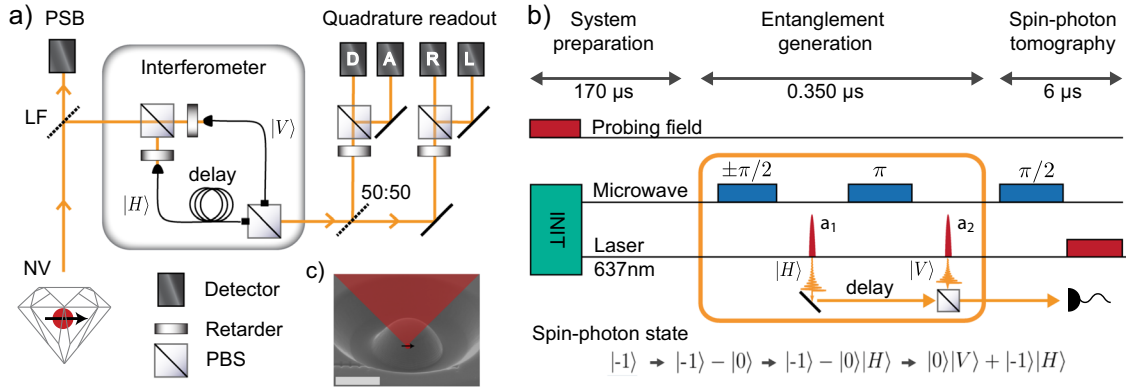 a)
PSB
LF
NV
Interferometer
|V⟩
|H⟩
delay
50:50
Quadrature readout
D A R L
Detector
Retarder
PBS
c)
b)
System
preparation
170 µs
Entanglement
generation
0.350 µs
Spin-photon
tomography
6 µs
Probing field
INIT
Microwave
±π/2
π
π/2
Laser
637nm
a₁
a₂
|H⟩
|V⟩
delay
Spin-photon state
|-1⟩ → |-1⟩ − |0⟩ → |-1⟩ − |0⟩|H⟩ → |0⟩|V⟩ + |-1⟩|H⟩